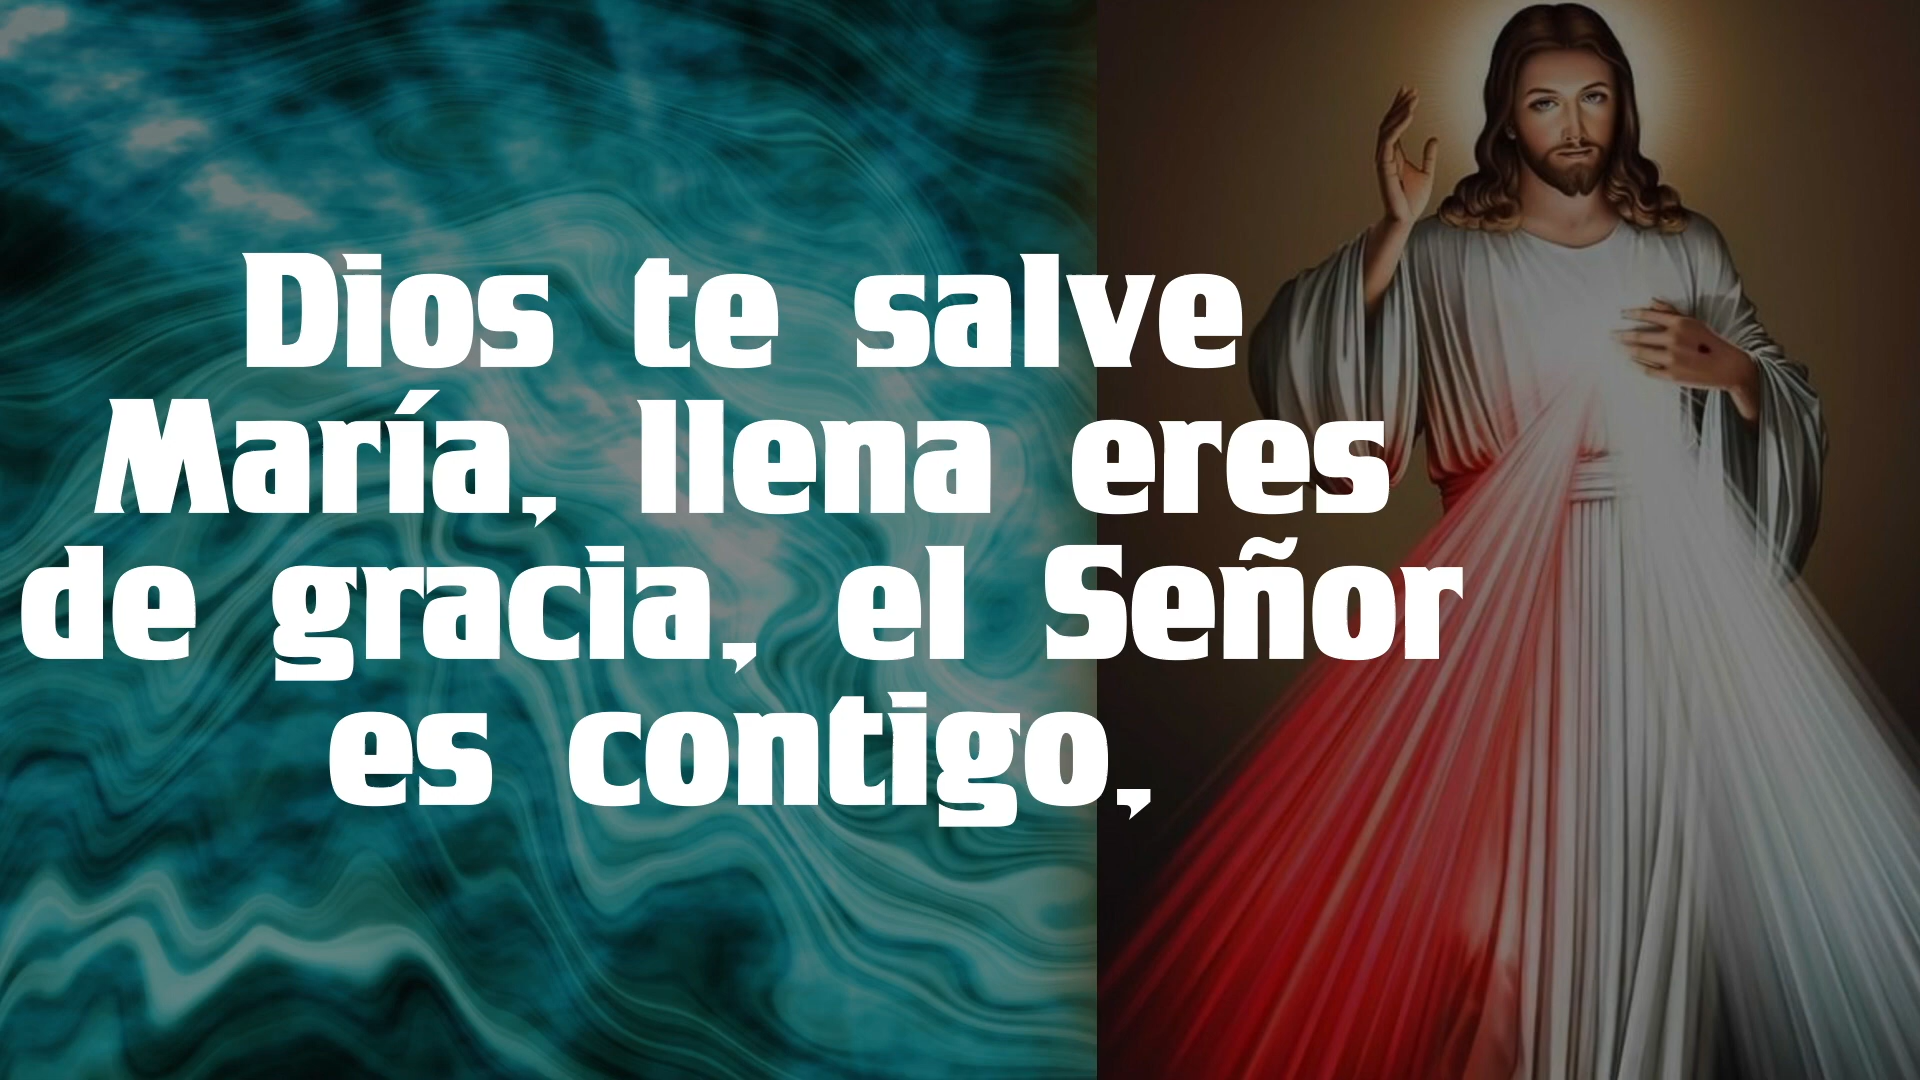 Dios te salve
María, llena eres
de gracia, el Señor
es contigo,